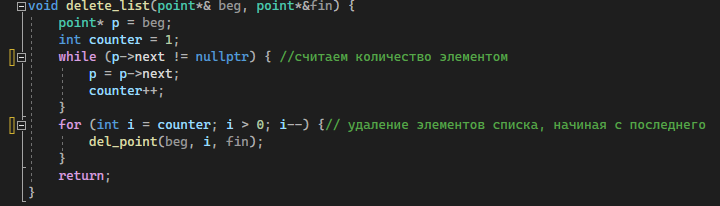 void delete_list(point*& beg, point*&fin) {
point* p = beg;
int counter = 1;
while (p->next != nullptr) { //считаем количество элементом
p = p->next;
counter++;
}
for (int i = counter; i > 0; i--) {// удаление элементов списка, начиная с последнего
del_point(beg, i, fin);
}
return;
}